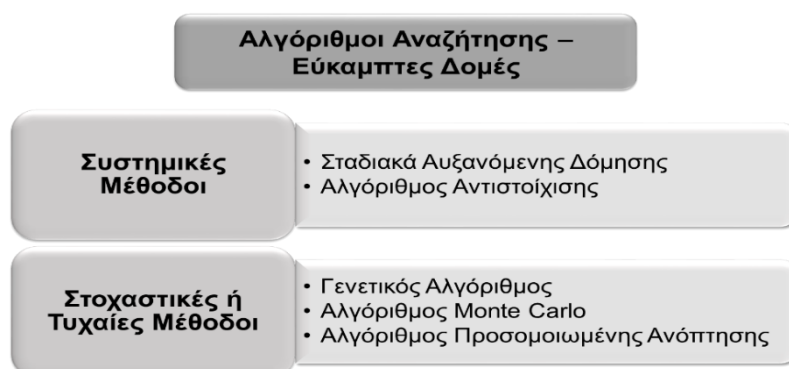 Αλγόριθμοι Αναζήτησης –
Εύκαμπτες Δομές
Συστημικές
Μέθοδοι
• Σταδιακά Αυξανόμενης Δόμησης
• Αλγόριθμος Αντιστοίχισης
Στοχαστικές ή
Τυχαίες Μέθοδοι
• Γενετικός Αλγόριθμος
• Αλγόριθμος Monte Carlo
• Αλγόριθμος Προσομοιωμένης Ανόπτησης